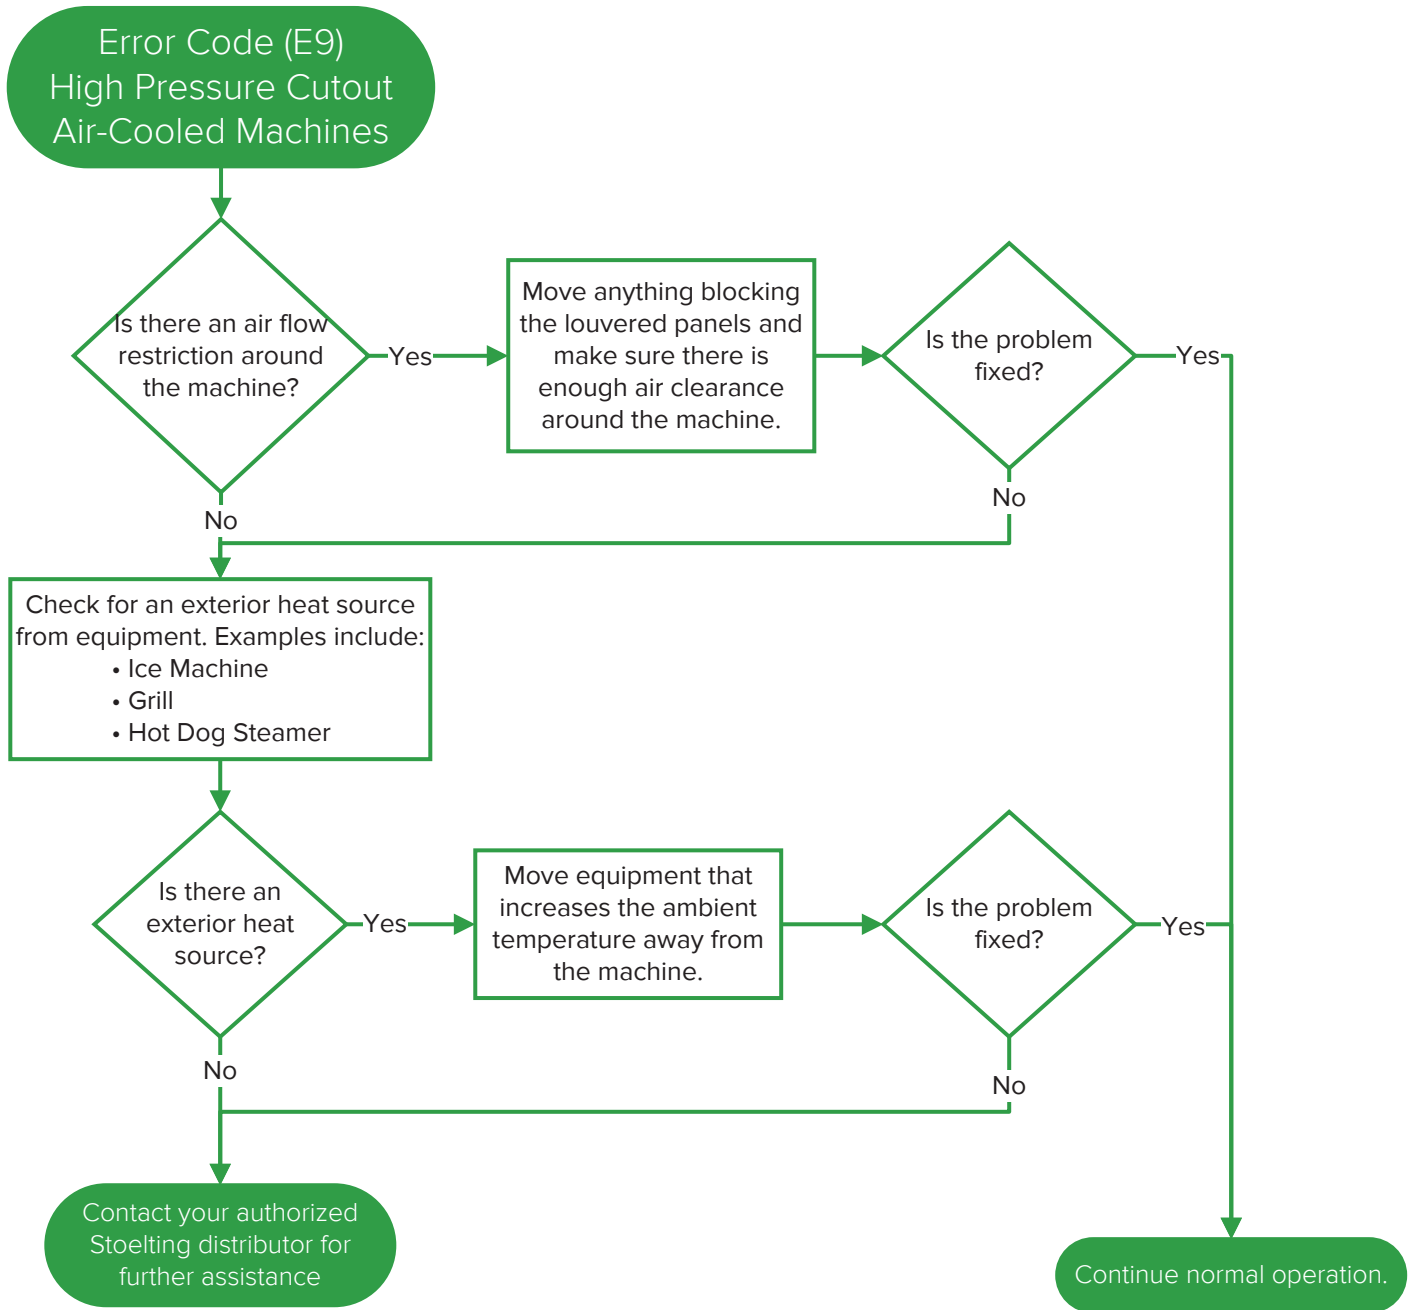 Error Code (E9)
High Pressure Cutout
Air-Cooled Machines
Is there an air flow
restriction around
the machine?
Yes
Move anything blocking
the louvered panels and
make sure there is
enough air clearance
around the machine.
Is the problem
fixed?
Yes
No
No
Check for an exterior heat source
from equipment. Examples include:
• Ice Machine
• Grill
• Hot Dog Steamer
Is there an
exterior heat
source?
Yes
Move equipment that
increases the ambient
temperature away from
the machine.
Is the problem
fixed?
Yes
No
No
Contact your authorized
Stoelting distributor for
further assistance
Continue normal operation.